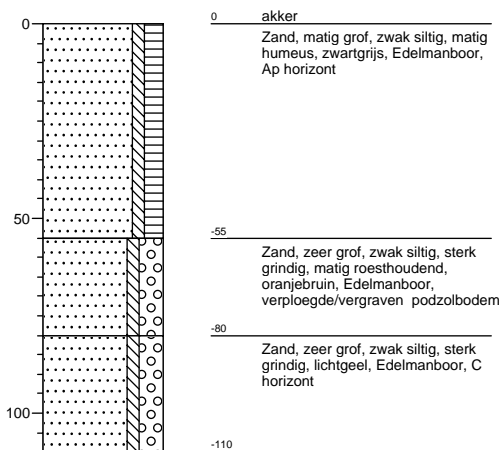 0
0 akker
Zand, matig grof, zwak siltig, matig
humeus, zwartgrijs, Edelmanboor,
Ap horizont
50
-55
Zand, zeer grof, zwak siltig, sterk
grindig, matig roesthoudend,
oranjebruin, Edelmanboor,
verploegde/vergraven podzolbodem
-80
Zand, zeer grof, zwak siltig, sterk
grindig, lichtgeel, Edelmanboor, C
horizont
100
-110